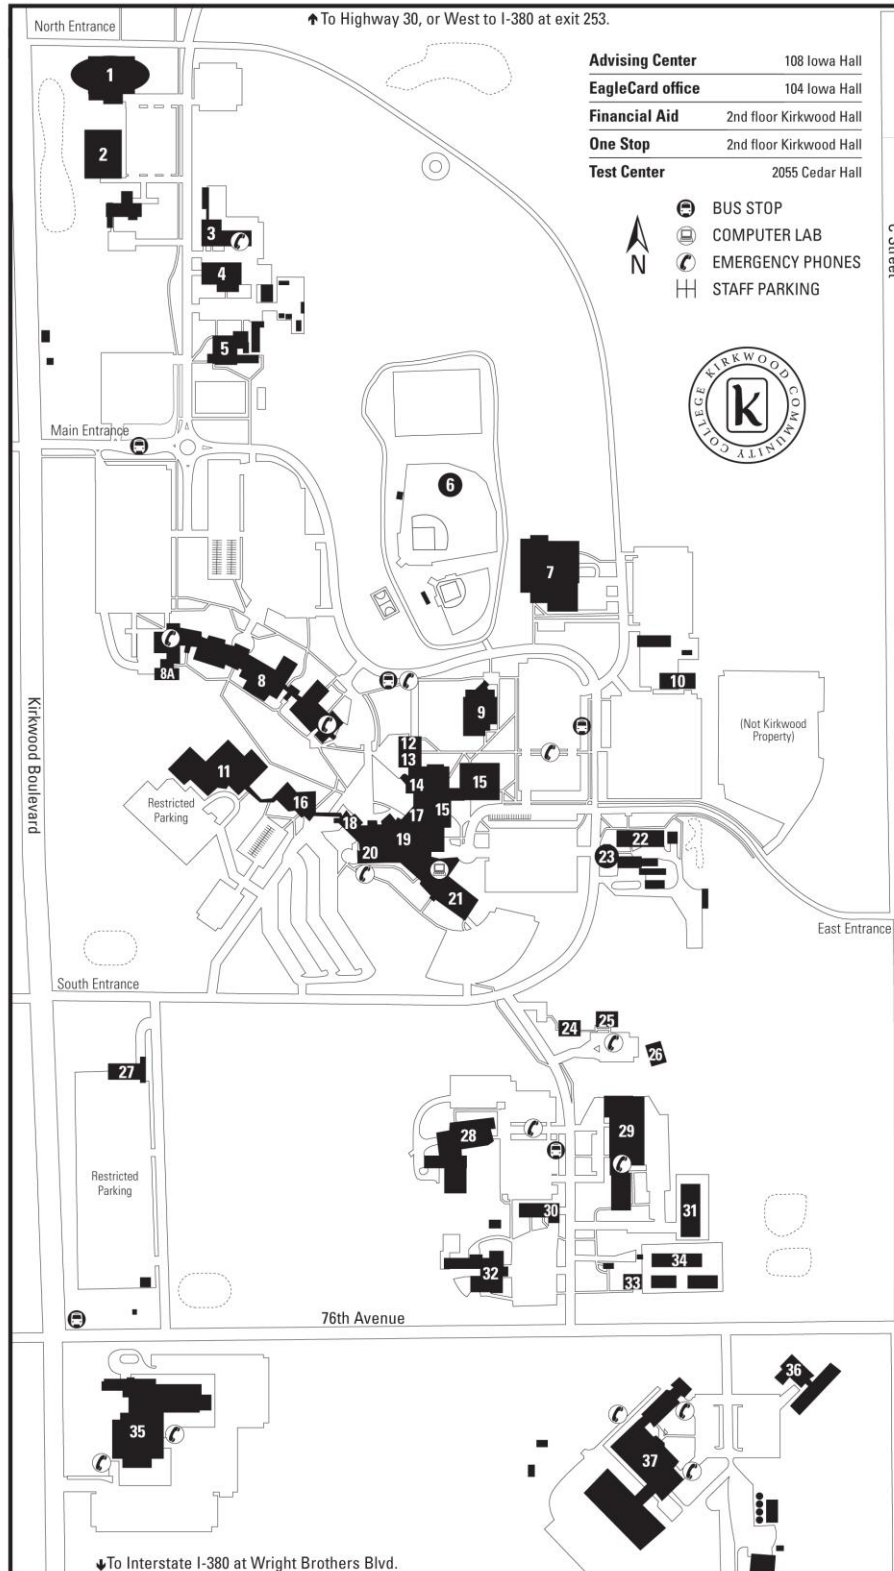 To Highway 30, or West to I-380 at exit 253.
North Entrance
Advising Center 108 Iowa Hall
EagleCard office 104 Iowa Hall
Financial Aid 2nd floor Kirkwood Hall
One Stop 2nd floor Kirkwood Hall
Test Center 2055 Cedar Hall
BUS STOP
COMPUTER LAB
EMERGENCY PHONES
STAFF PARKING
N
C Street
KIRKWOOD COMMUNITY COLLEGE
k
1
2
3
4
5
Main Entrance
6
7
8A
8
9
10
(Not Kirkwood
Property)
Kirkwood Boulevard
11
12
13
14
15
15
16
17
18
19
20
21
Restricted
Parking
22
23
East Entrance
South Entrance
24
25
26
27
28
29
Restricted
Parking
30
31
32
33
34
76th Avenue
35
36
37
To Interstate I-380 at Wright Brothers Blvd.